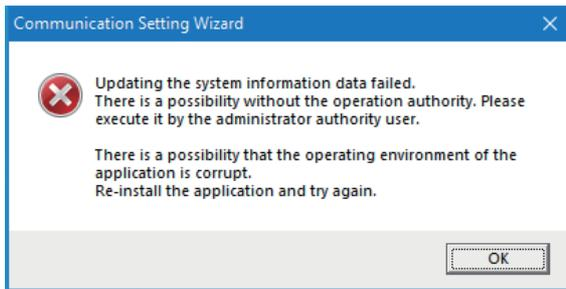 Communication Setting Wizard
Updating the system information data failed.
There is a possibility without the operation authority. Please
execute it by the administrator authority user.
There is a possibility that the operating environment of the
application is corrupt.
Re-install the application and try again.
OK